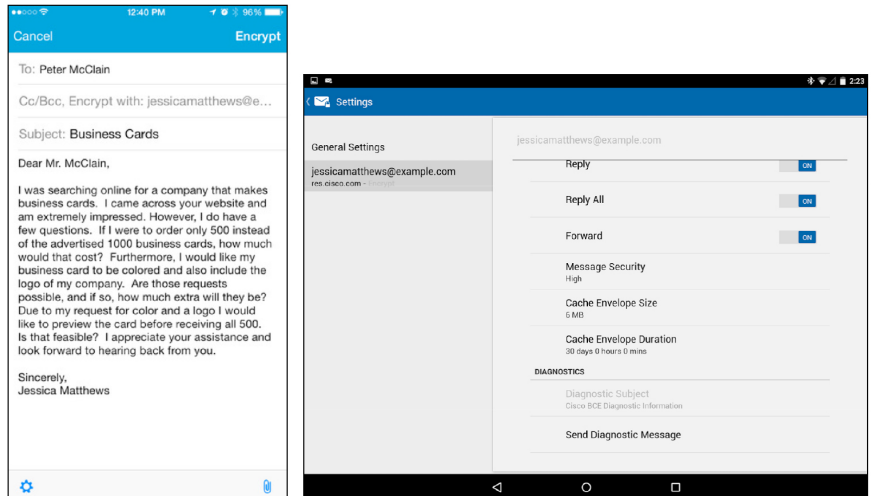 12:40 PM
96%
Cancel
Encrypt
To: Peter McClain
Cc/Bcc, Encrypt with: jessicamatthews@e...
Subject: Business Cards
Dear Mr. McClain,
I was searching online for a company that makes
business cards. I came across your website and
am extremely impressed. However, I do have a
few questions. If I were to order only 500 instead
of the advertised 1000 business cards, how much
would that cost? Furthermore, I would like my
business card to be colored and also include the
logo of my company. Are those requests
possible, and if so, how much extra will they be?
Due to my request for color and a logo I would
like to preview the card before receiving all 500.
Is that feasible? I appreciate your assistance and
look forward to hearing back from you.
Sincerely,
Jessica Matthews
2:23
Settings
General Settings
jessicamatthews@example.com
res.cisco.com -
jessicamatthews@example.com
Reply
ON
Reply All
ON
Forward
ON
Message Security
High
Cache Envelope Size
6 MB
Cache Envelope Duration
30 days 0 hours 0 mins
DIAGNOSTICS
Diagnostic Subject
Cisco BCE Diagnostic Information
Send Diagnostic Message